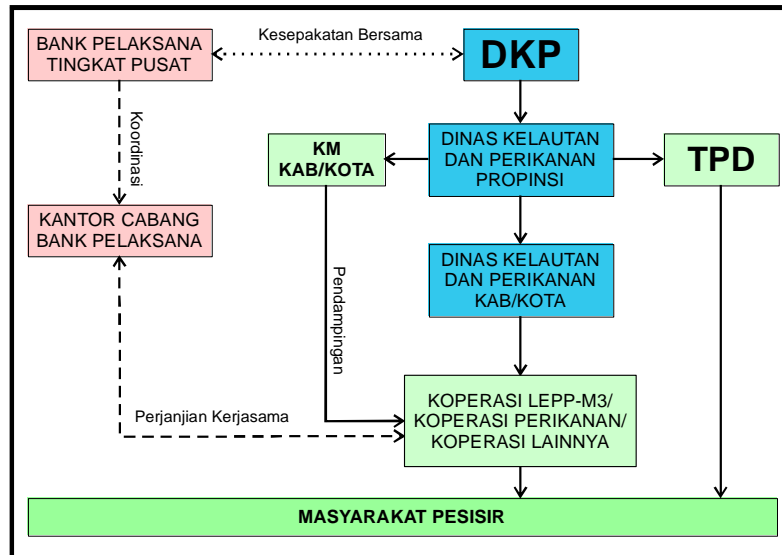 BANK PELAKSANA
TINGKAT PUSAT
Kesepakatan Bersama
DKP
Koordinasi
KM
KAB/KOTA
DINAS KELAUTAN
DAN PERIKANAN
PROPINSI
TPD
KANTOR CABANG
BANK PELAKSANA
DINAS KELAUTAN
DAN PERIKANAN
KAB/KOTA
Pendampingan
Perjanjian Kerjasama
KOPERASI LEPP-M3/
KOPERASI PERIKANAN/
KOPERASI LAINNYA
MASYARAKAT PESISIR